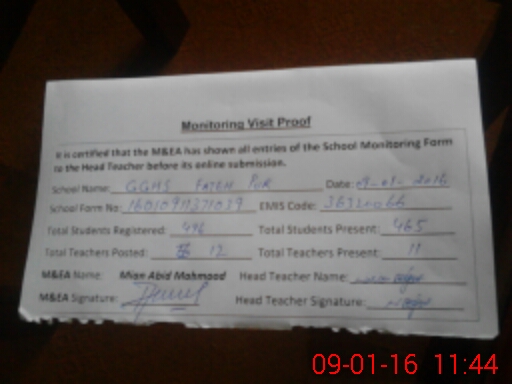 Monitoring Visit Proof
It is certified that the M&EA has shown all entries of the School Monitoring Form
to the Head Teacher before its online submission.
School Name: GGHS FATEH PUR Date: 09-01-2016
School Form No: EMIS Code:
Total Students Registered: 496 Total Students Present: 465
Total Teachers Posted: 12 Total Teachers Present: 11
M&EA Name: Mian Abid Mahmood Head Teacher Name:
M&EA Signature: Head Teacher Signature:
09-01-16 11:44